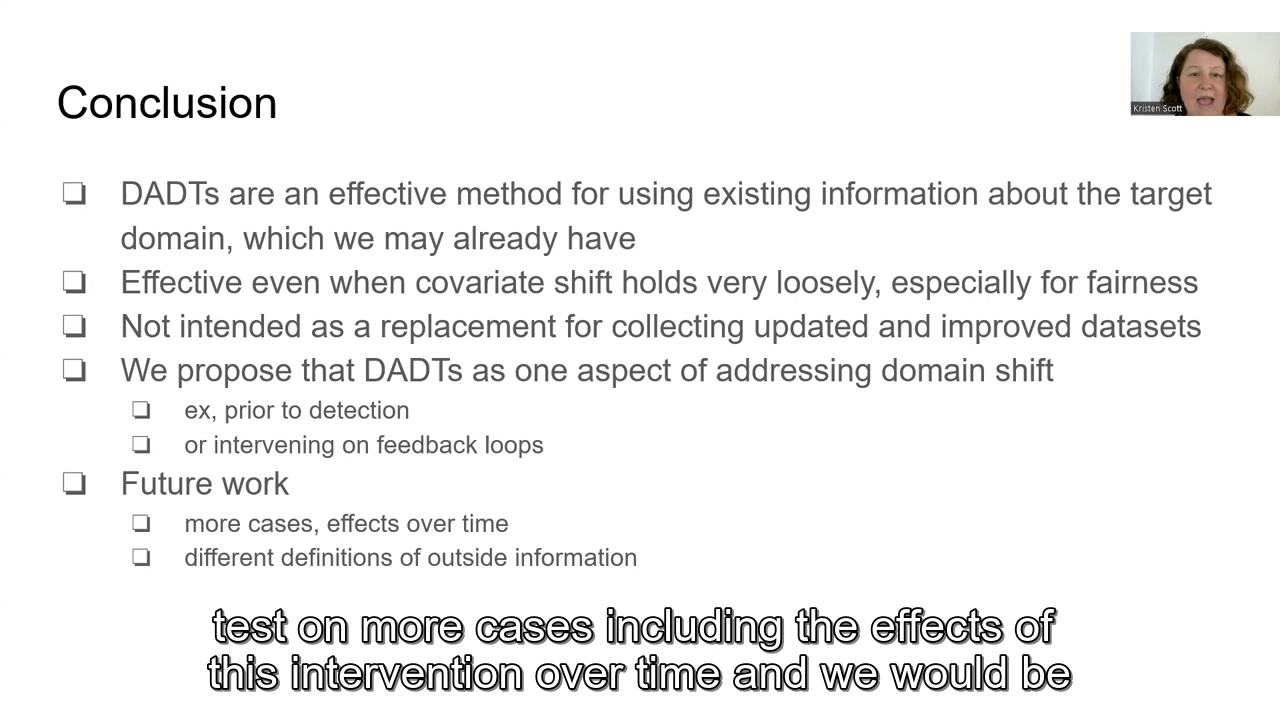 Conclusion
Kristen Scott
DADTs are an effective method for using existing information about the target
domain, which we may already have
Effective even when covariate shift holds very loosely, especially for fairness
Not intended as a replacement for collecting updated and improved datasets
We propose that DADTs as one aspect of addressing domain shift
ex, prior to detection
or intervening on feedback loops
Future work
more cases, effects over time
different definitions of outside information
test on more cases including the effects of
this intervention over time and we would be